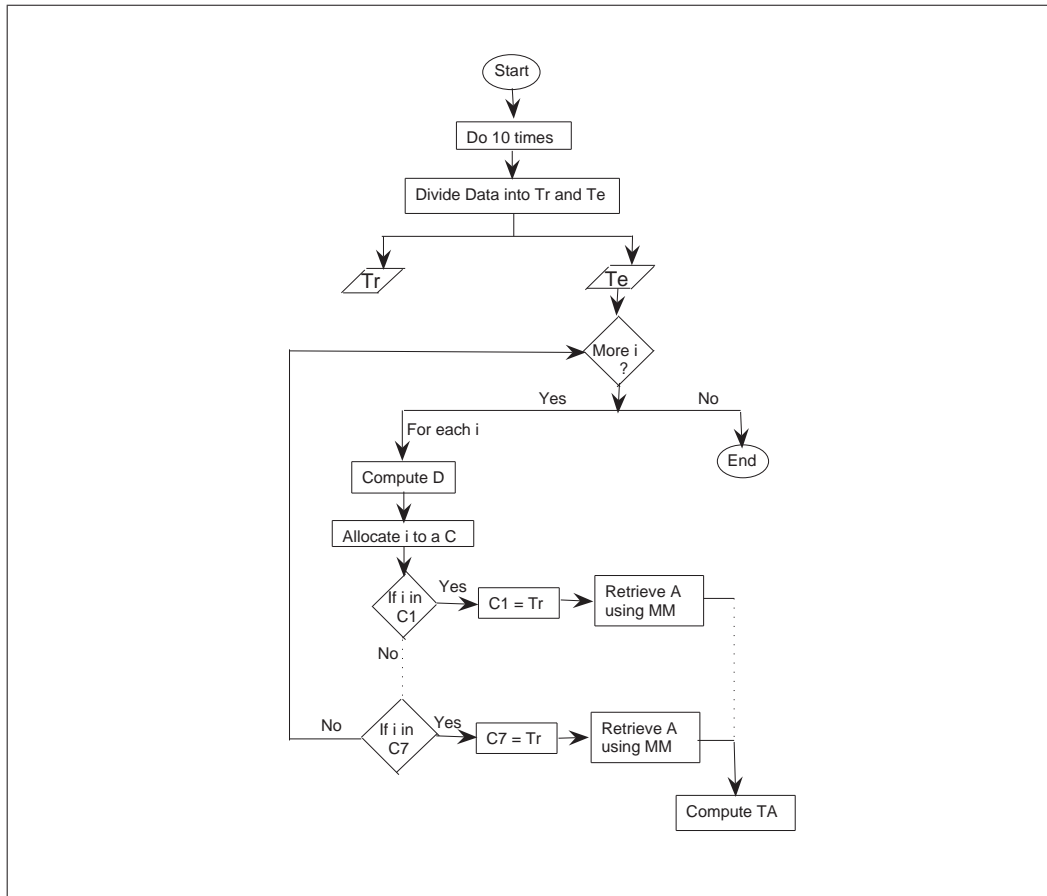 Start
Do 10 times
Divide Data into Tr and Te
Tr
Te
More i
?
Yes
No
For each i
End
Compute D
Allocate i to a C
If i in
C1
Yes
C1 = Tr
Retrieve A
using MM
No
If i in
C7
No
Yes
C7 = Tr
Retrieve A
using MM
Compute TA